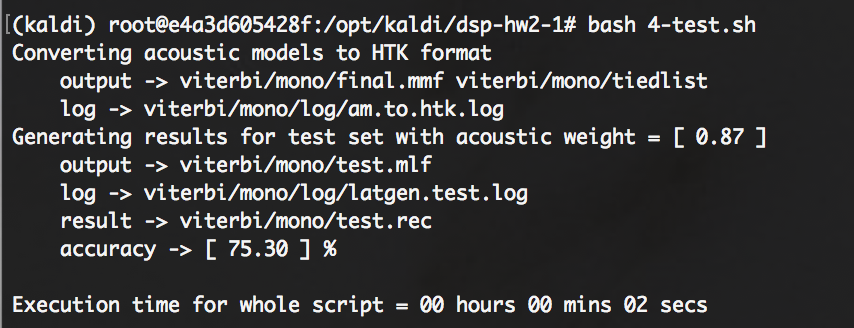 [(kaldi) root@e4a3d605428f:/opt/kaldi/dsp-hw2-1# bash 4-test.sh
Converting acoustic models to HTK format
    output -> viterbi/mono/final.mmf viterbi/mono/tiedlist
    log -> viterbi/mono/log/am.to.htk.log
Generating results for test set with acoustic weight = [ 0.87 ]
    output -> viterbi/mono/test.mlf
    log -> viterbi/mono/log/latgen.test.log
    result -> viterbi/mono/test.rec
    accuracy -> [ 75.30 ] %
Execution time for whole script = 00 hours 00 mins 02 secs